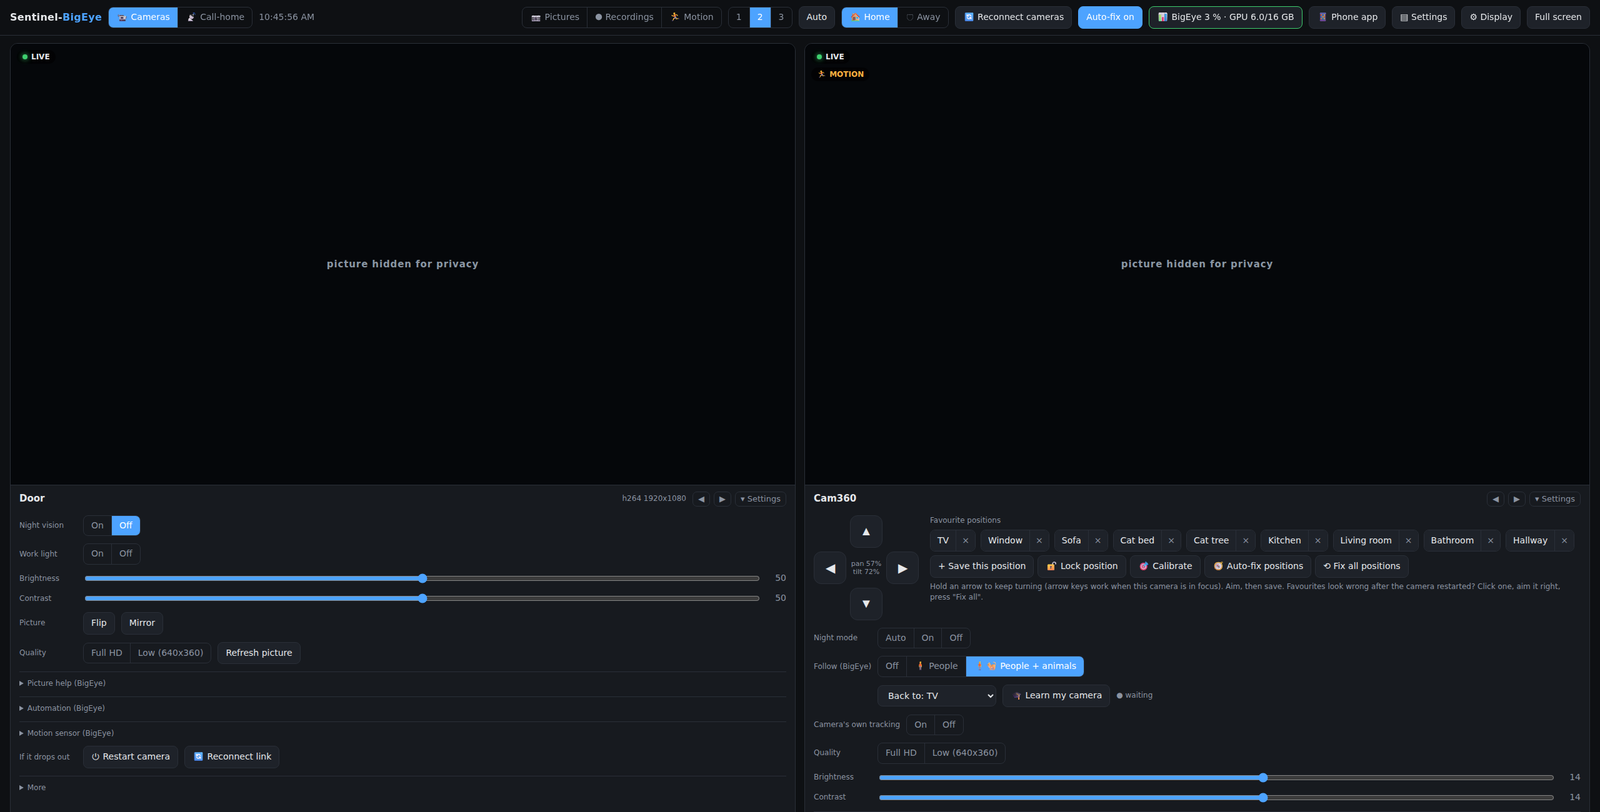 Sentinel-BigEye Cameras Call-home 10:45:56 AM Pictures Recordings Motion 1 2 3 Auto Home Away Reconnect cameras Auto-fix on BigEye 3 % · GPU 6.0/16 GB Phone app Settings Display Full screen
LIVE
picture hidden for privacy
Door h264 1920x1080 ◀ ▶ ▾ Settings
Night vision On Off
Work light On Off
Brightness 50
Contrast 50
Picture Flip Mirror
Quality Full HD Low (640x360) Refresh picture
▶ Picture help (BigEye)
▶ Automation (BigEye)
▶ Motion sensor (BigEye)
If it drops out Restart camera Reconnect link
▶ More
LIVE
MOTION
picture hidden for privacy
Cam360 ◀ ▶ ▾ Settings
▲
◀ pan 57% ▶
tilt 72%
▼
Favourite positions
TV × Window × Sofa × Cat bed × Cat tree × Kitchen × Living room × Bathroom × Hallway ×
+ Save this position Lock position Calibrate Auto-fix positions ⟲ Fix all positions
Hold an arrow to keep turning (arrow keys work when this camera is in focus). Aim, then save. Favourites look wrong after the camera restarted? Click one, aim it right,
press "Fix all".
Night mode Auto On Off
Follow (BigEye) Off People People + animals
Back to: TV Learn my camera waiting
Camera's own tracking On Off
Quality Full HD Low (640x360)
Brightness 14
Contrast 14